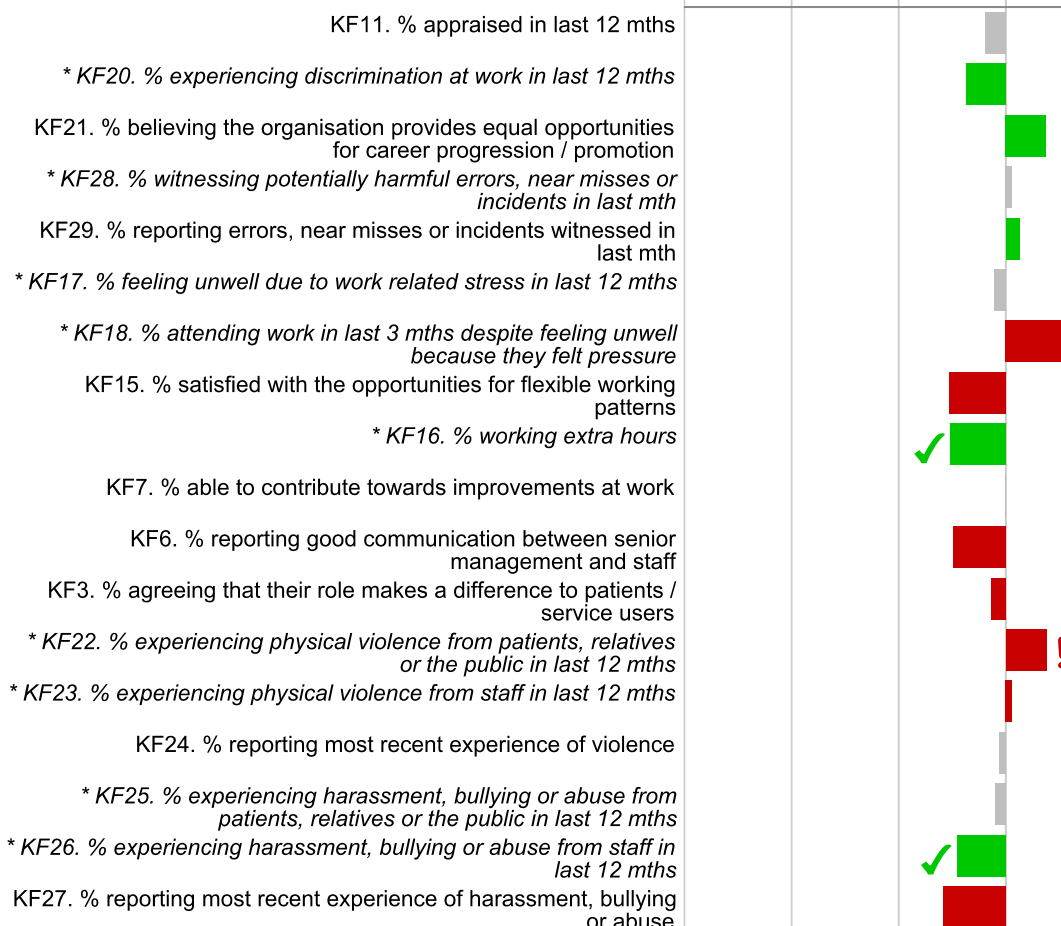 KF11. % appraised in last 12 mths
* KF20. % experiencing discrimination at work in last 12 mths
KF21. % believing the organisation provides equal opportunities
for career progression / promotion
* KF28. % witnessing potentially harmful errors, near misses or
incidents in last mth
KF29. % reporting errors, near misses or incidents witnessed in
last mth
* KF17. % feeling unwell due to work related stress in last 12 mths
* KF18. % attending work in last 3 mths despite feeling unwell
because they felt pressure
KF15. % satisfied with the opportunities for flexible working
patterns
* KF16. % working extra hours
KF7. % able to contribute towards improvements at work
KF6. % reporting good communication between senior
management and staff
KF3. % agreeing that their role makes a difference to patients /
service users
* KF22. % experiencing physical violence from patients, relatives
or the public in last 12 mths
* KF23. % experiencing physical violence from staff in last 12 mths
KF24. % reporting most recent experience of violence
* KF25. % experiencing harassment, bullying or abuse from
patients, relatives or the public in last 12 mths
* KF26. % experiencing harassment, bullying or abuse from staff in
last 12 mths
KF27. % reporting most recent experience of harassment, bullying
or abuse